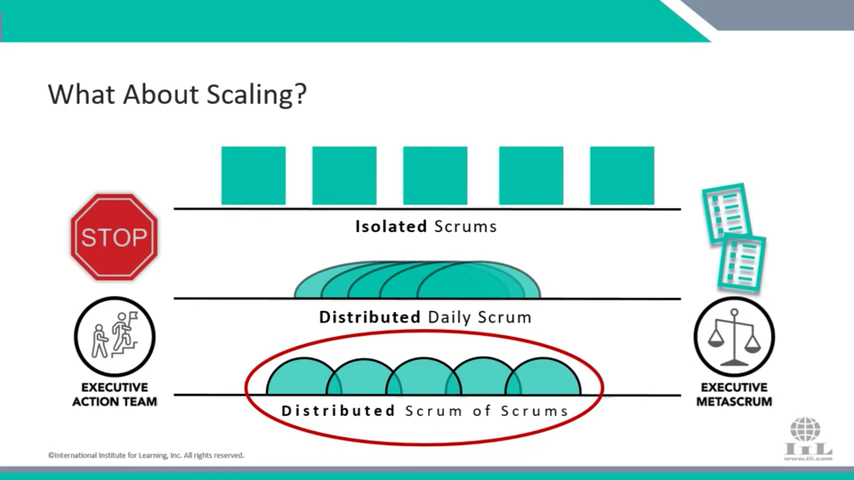 What About Scaling?
Isolated Scrums
STOP
Distributed Daily Scrum
EXECUTIVE
ACTION TEAM
EXECUTIVE
METASCRUM
Distributed Scrum of Scrums
©International Institute for Learning, Inc. All rights reserved.
IIL
www.iil.com